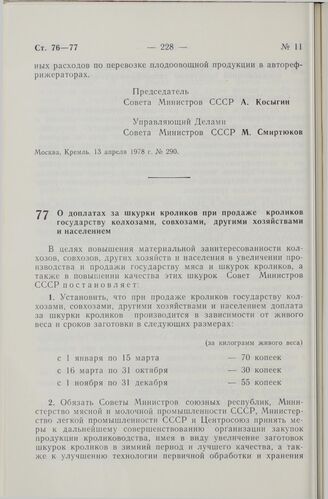 Ст. 76—77
— 228 —
№ 11
ных расходов по перевозке плодоовощной продукции в автореф-
рижераторах.
Председатель
Совета Министров СССР А. Косыгин
Управляющий Делами
Совета Министров СССР М. Смиртюков
Москва, Кремль. 13 апреля 1978 г. № 290.
77 О доплатах за шкурки кроликов при продаже кроликов
государству колхозами, совхозами, другими хозяйствами
и населением
В целях повышения материальной заинтересованности кол-
хозов, совхозов, других хозяйств и населения в увеличении про-
изводства и продажи государству мяса и шкурок кроликов, а
также в повышении качества этих шкурок Совет Министров
СССР постановляет:
1. Установить, что при продаже кроликов государству кол-
хозами, совхозами, другими хозяйствами и населением доплата
за шкурки кроликов производится в зависимости от живого
веса и сроков заготовки в следующих размерах:
(за килограмм живого веса)
с 1 января по 15 марта — 70 копеек
с 16 марта по 31 октября — 30 копеек
с 1 ноября по 31 декабря — 55 копеек
2. Обязать Советы Министров союзных республик, Мини-
стерство мясной и молочной промышленности СССР, Министер-
ство легкой промышленности СССР и Центросоюз принять ме-
ры к дальнейшему совершенствованию организации закупок
продукции кролиководства, имея в виду увеличение заготовок
шкурок кроликов в зимний период и лучшего качества, а так-
же к улучшению технологии первичной обработки и хранения